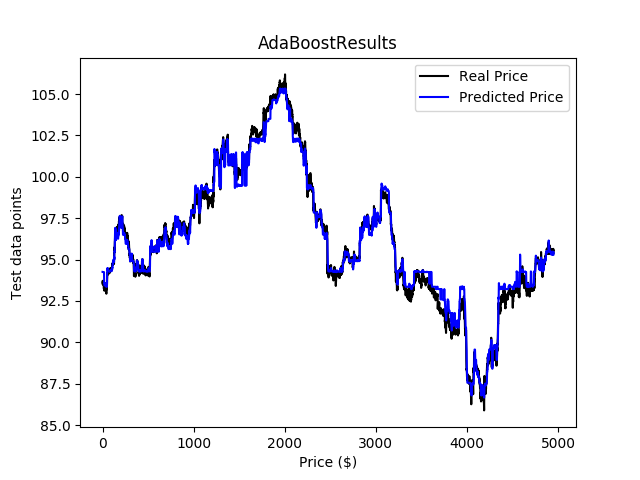 AdaBoostResults
Real Price
Predicted Price
Test data points
105.0
102.5
100.0
97.5
95.0
92.5
90.0
87.5
85.0
0 1000 2000 3000 4000 5000
Price ($)